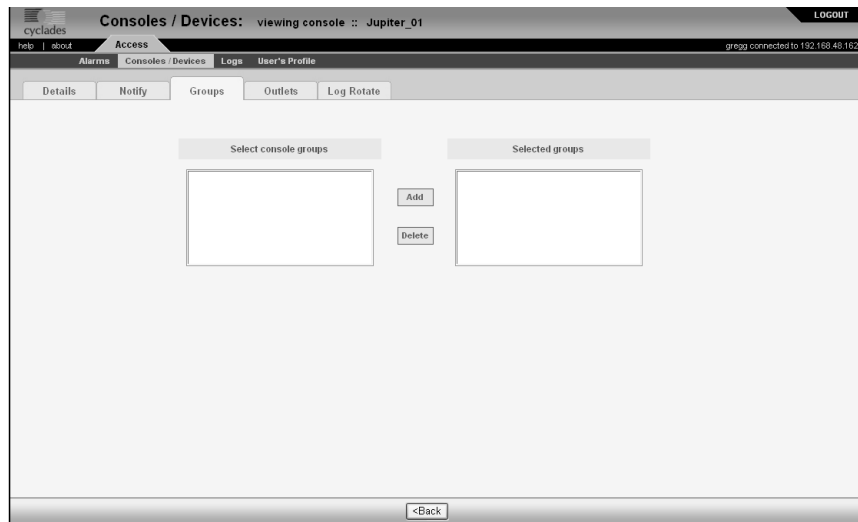 LOGOUT
cyclades
Consoles / Devices: viewing console :: Jupiter_01
help | about
Access
gregg connected to 192.168.48.162
Alarms Consoles / Devices Logs User's Profile
Details Notify Groups Outlets Log Rotate
Select console groups
Selected groups
Add
Delete
<Back